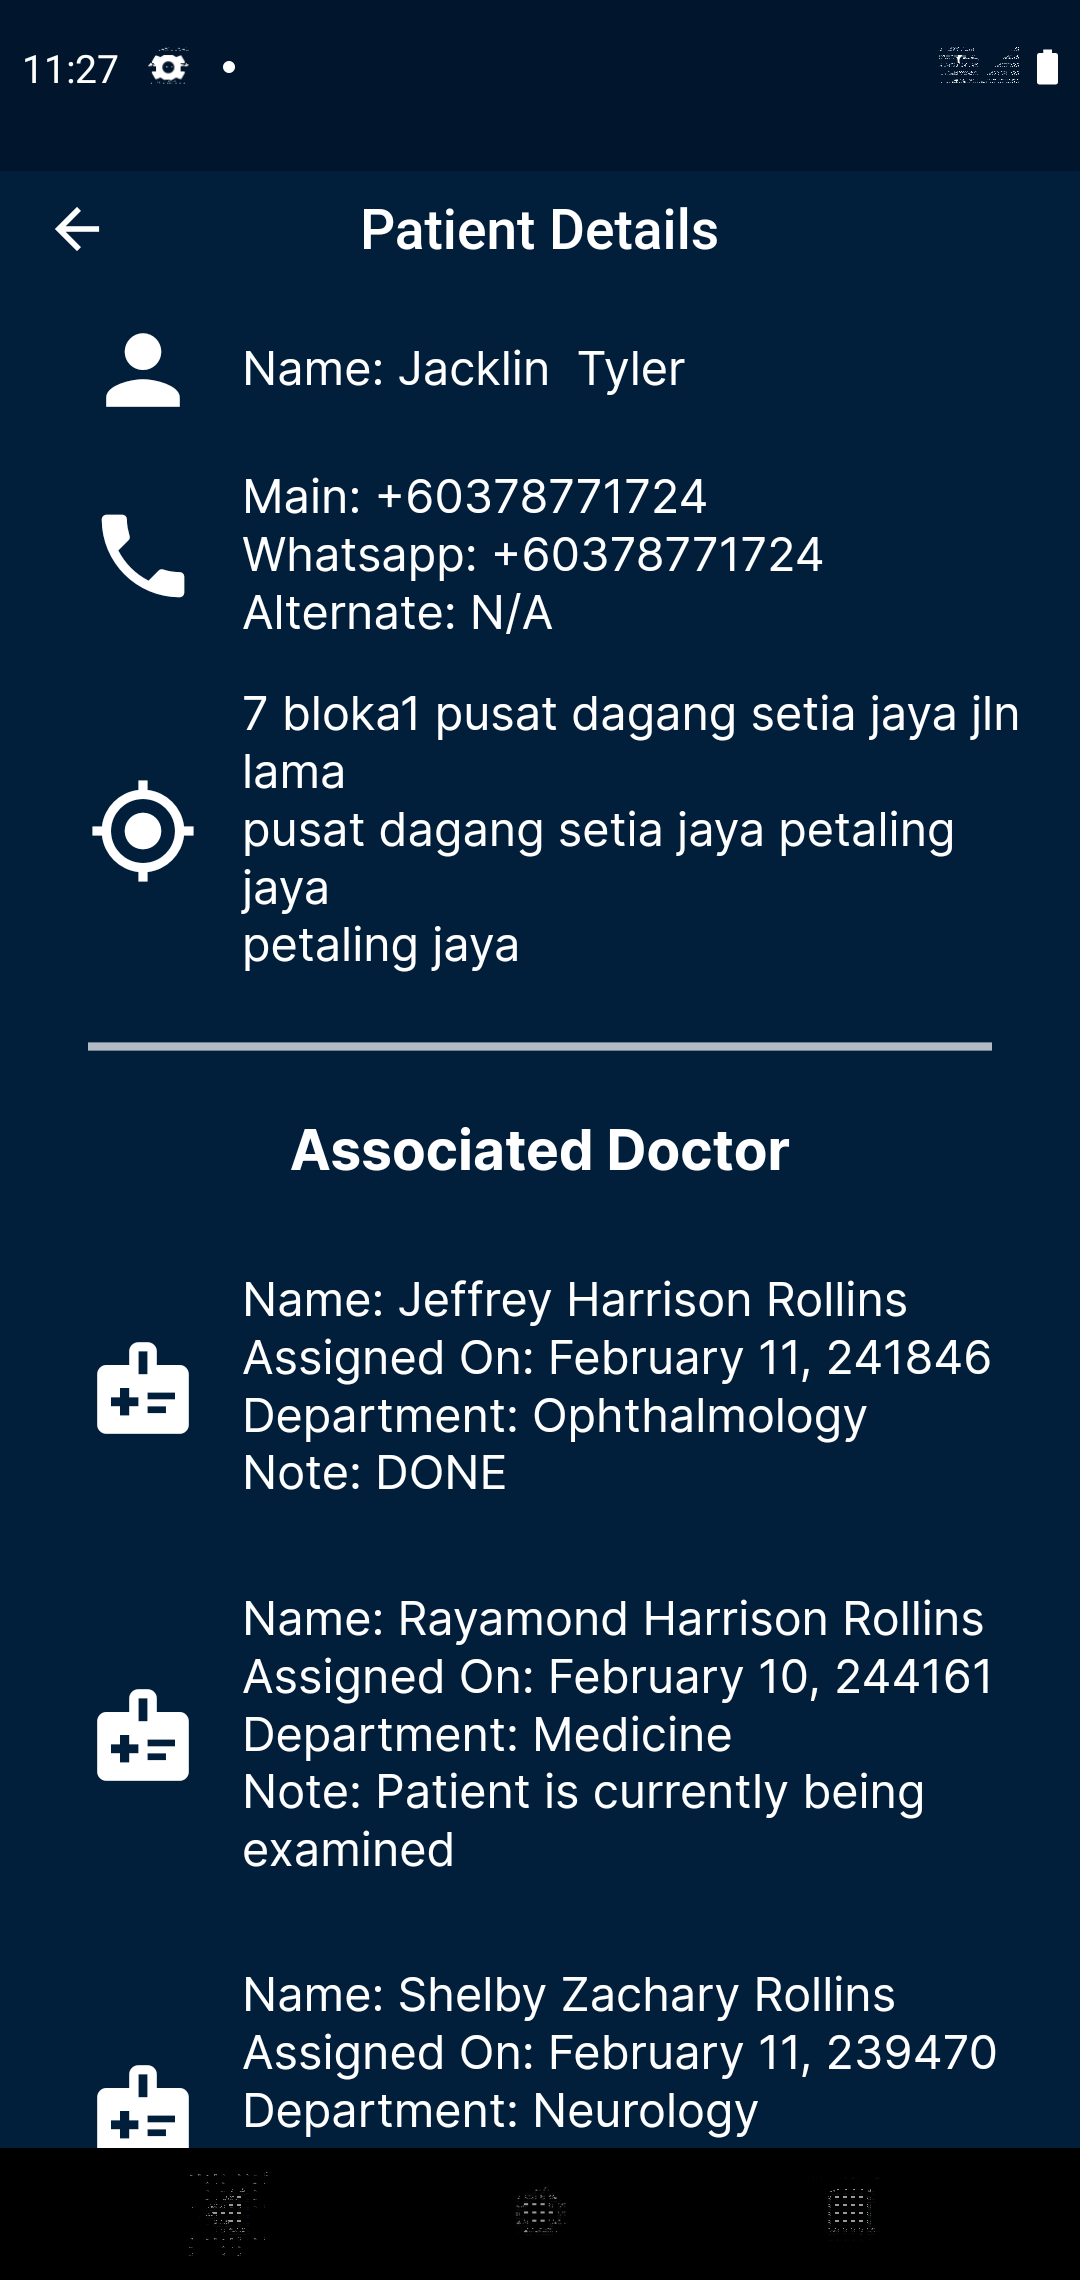 11:27
Patient Details
Name: Jacklin  Tyler
Main: +60378771724
Whatsapp: +60378771724
Alternate: N/A
7 bloka1 pusat dagang setia jaya jln
lama
pusat dagang setia jaya petaling
jaya
petaling jaya
Associated Doctor
Name: Jeffrey Harrison Rollins
Assigned On: February 11, 241846
Department: Ophthalmology
Note: DONE
Name: Rayamond Harrison Rollins
Assigned On: February 10, 244161
Department: Medicine
Note: Patient is currently being
examined
Name: Shelby Zachary Rollins
Assigned On: February 11, 239470
Department: Neurology